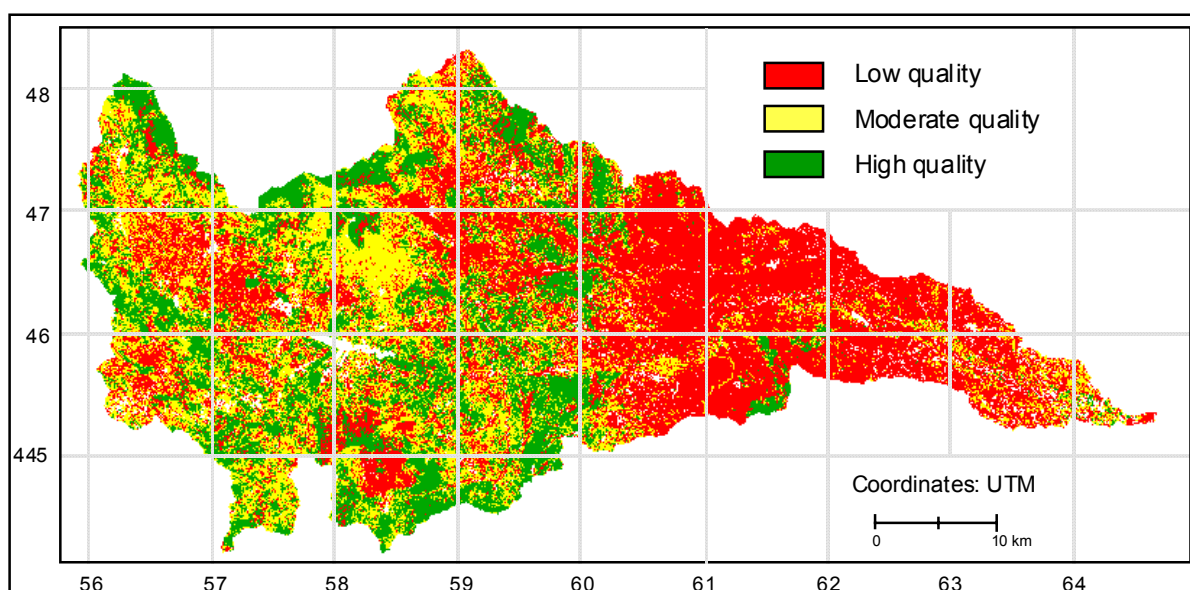 Low quality
Moderate quality
High quality
48
47
46
445
Coordinates: UTM
0 10 km
56 57 58 59 60 61 62 63 64